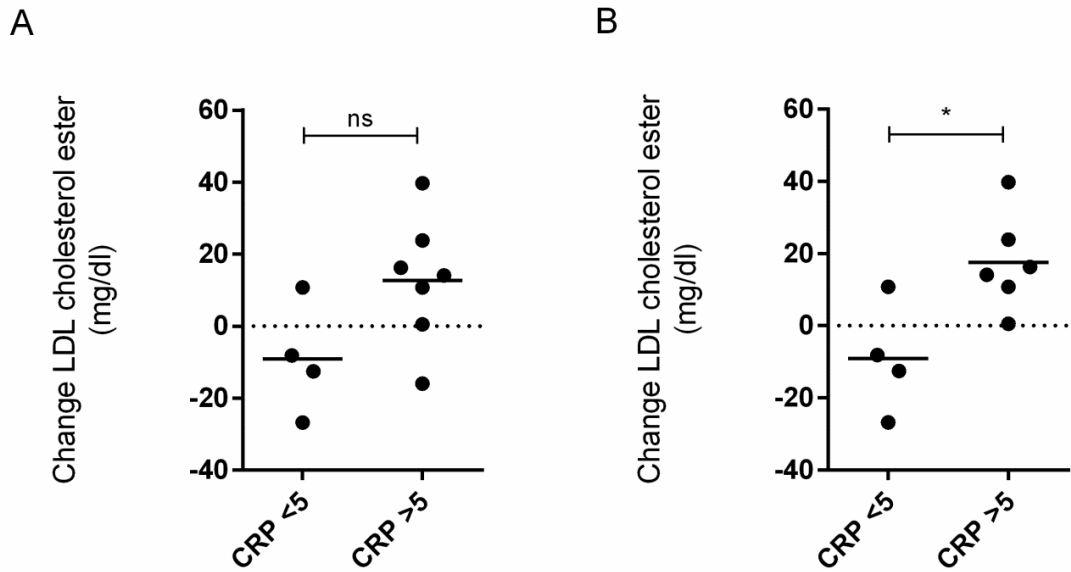 A
Change LDL cholesterol ester
(mg/dl)
60
40
20
0
-20
-40
ns
CRP <5
CRP >5
B
Change LDL cholesterol ester
(mg/dl)
60
40
20
0
-20
-40
*
CRP <5
CRP >5